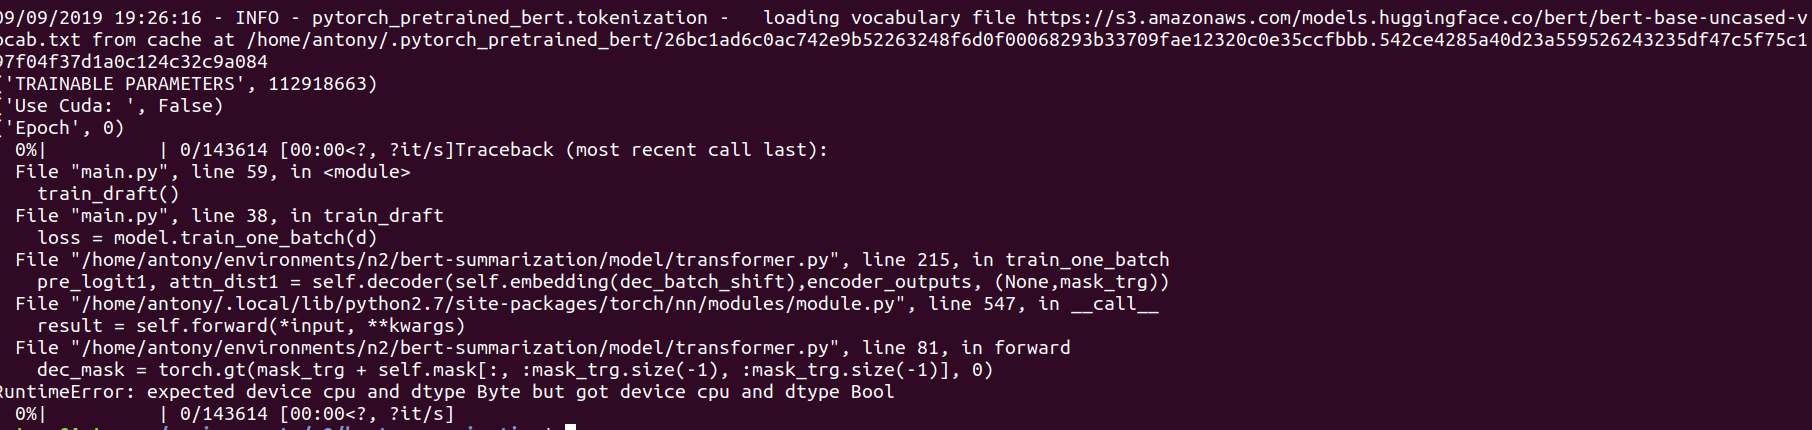 09/09/2019 19:26:16 - INFO - pytorch_pretrained_bert.tokenization -   loading vocabulary file https://s3.amazonaws.com/models.huggingface.co/bert/bert-base-uncased-v
ocab.txt from cache at /home/antony/.pytorch_pretrained_bert/26bc1ad6c0ac742e9b52263248f6d0f00068293b33709fae12320c0e35ccfbbb.542ce4285a40d23a559526243235df47c5f75c1
97f04f37d1a0c124c32c9a084
('TRAINABLE PARAMETERS', 112918663)
('Use Cuda: ', False)
('Epoch', 0)
  0%|          | 0/143614 [00:00<?, ?it/s]Traceback (most recent call last):
  File "main.py", line 59, in <module>
    train_draft()
  File "main.py", line 38, in train_draft
    loss = model.train_one_batch(d)
  File "/home/antony/environments/n2/bert-summarization/model/transformer.py", line 215, in train_one_batch
    pre_logit1, attn_dist1 = self.decoder(self.embedding(dec_batch_shift),encoder_outputs, (None,mask_trg))
  File "/home/antony/.local/lib/python2.7/site-packages/torch/nn/modules/module.py", line 547, in __call__
    result = self.forward(*input, **kwargs)
  File "/home/antony/environments/n2/bert-summarization/model/transformer.py", line 81, in forward
    dec_mask = torch.gt(mask_trg + self.mask[:, :mask_trg.size(-1), :mask_trg.size(-1)], 0)
RuntimeError: expected device cpu and dtype Byte but got device cpu and dtype Bool
  0%|          | 0/143614 [00:00<?, ?it/s]